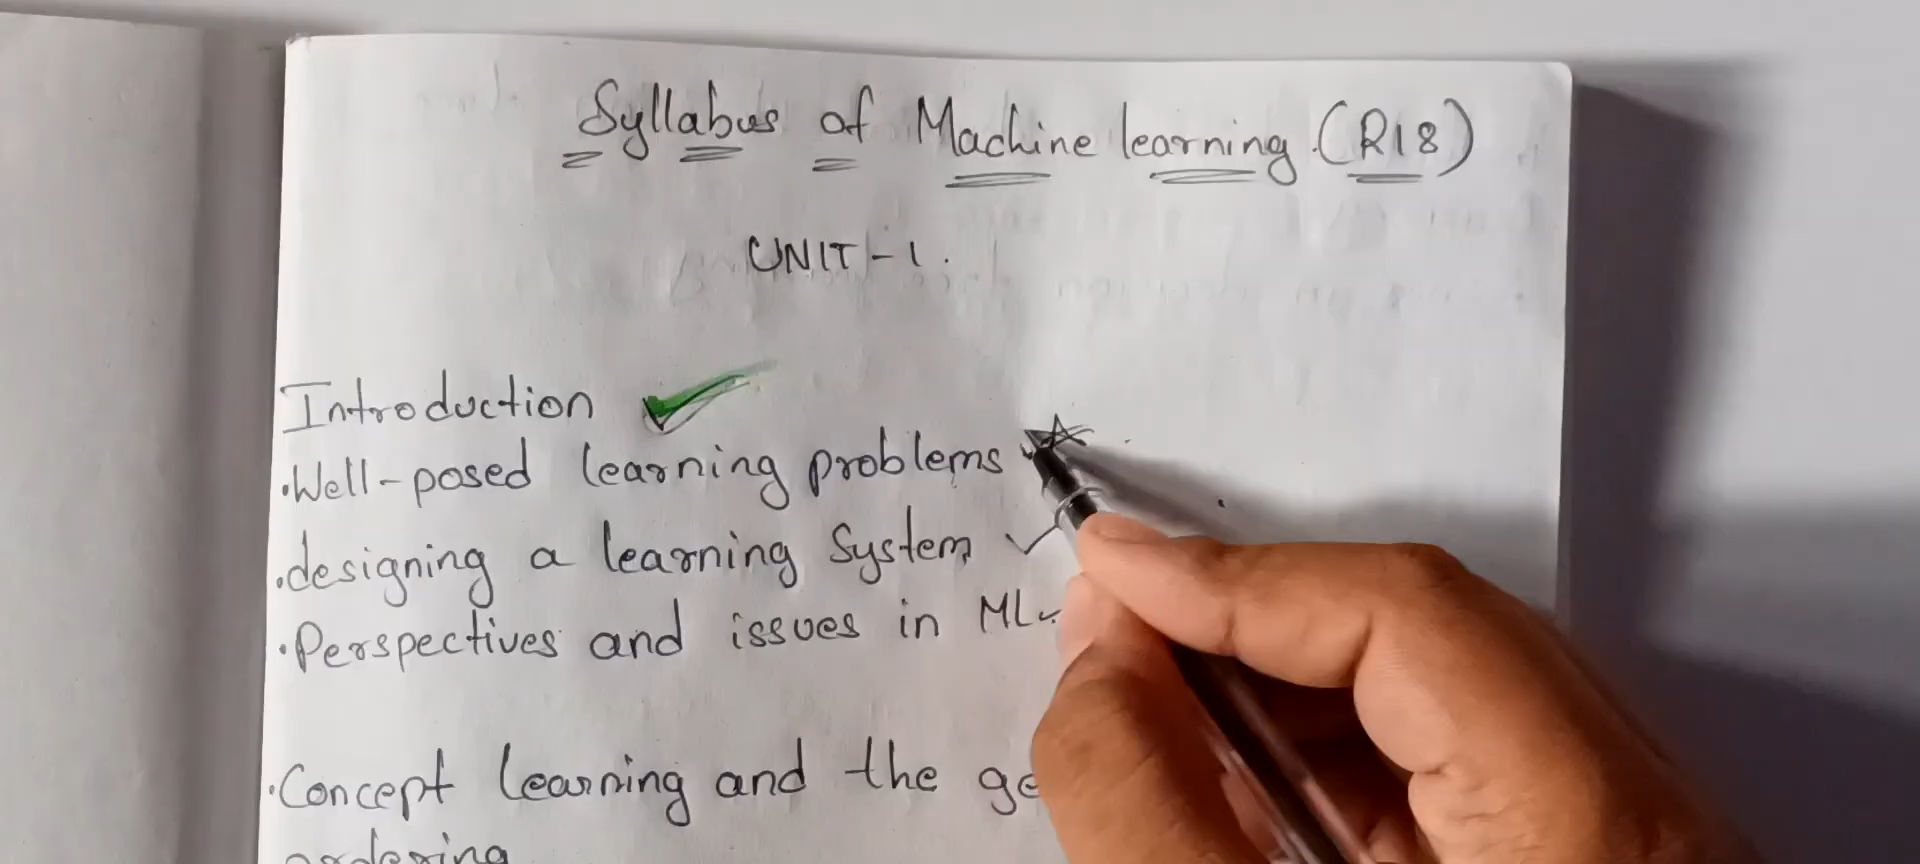 Syllabus of Machine learning (R18)
UNIT-1.
Introduction
•Well-posed learning problems
•designing a learning System
•Perspectives and issues in ML
•Concept learning and the
ordering